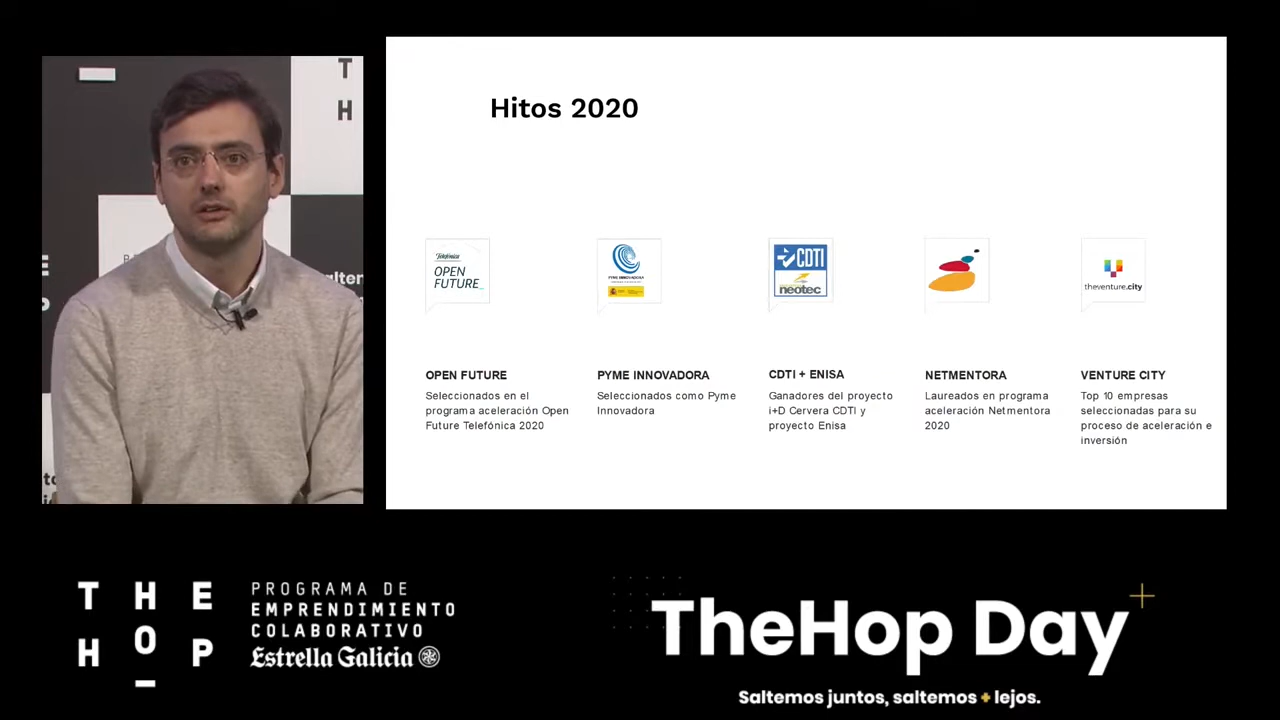 Hitos 2020
Telefónica
OPEN
FUTURE_
PYME INNOVADORA
CDTI
neotec
theventure.city
OPEN FUTURE
Seleccionados en el
programa aceleración Open
Future Telefónica 2020
PYME INNOVADORA
Seleccionados como Pyme
Innovadora
CDTI + ENISA
Ganadores del proyecto
i+D Cervera CDTI y
proyecto Enisa
NETMENTORA
Laureados en programa
aceleración Netmentora
2020
VENTURE CITY
Top 10 empresas
seleccionadas para su
proceso de aceleración e
inversión
T H
T H E
H O P
PROGRAMA DE
EMPRENDIMIENTO
COLABORATIVO
Estrella Galicia
TheHop Day
Saltemos juntos, saltemos + lejos.